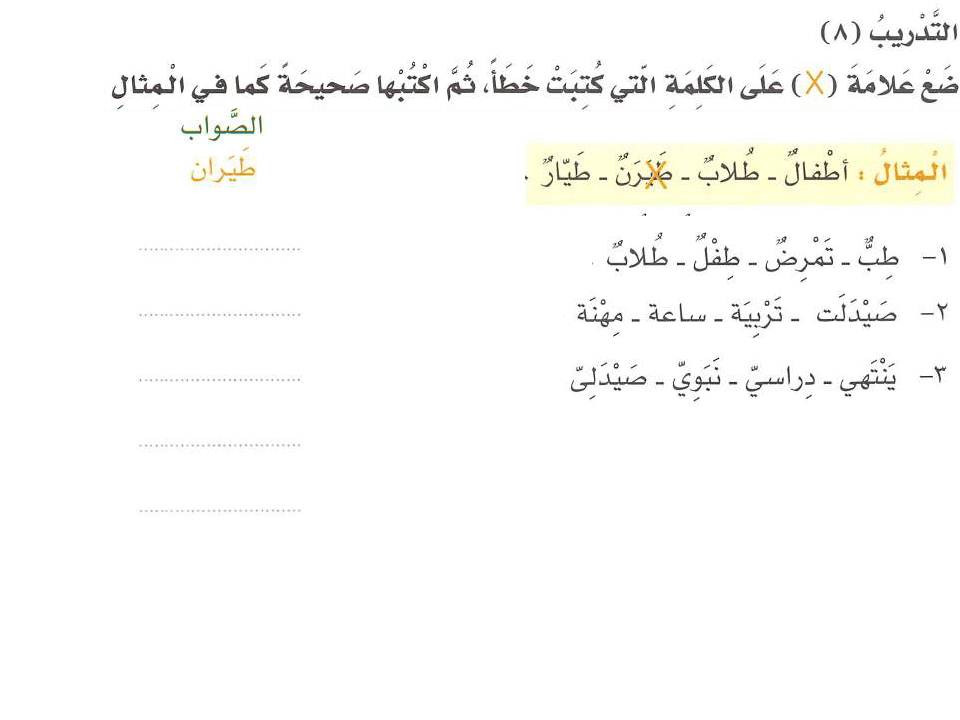 التَّدْريبُ (٨)
ضَعْ عَلامَةَ (X) عَلَى الكَلِمَةِ الّتي كُتِبَتْ خَطَأً، ثُمَّ اكْتُبْها صَحيحَةً كَما في الْمِثالِ
الصَّواب
الْمِثالُ : أطْفالٌ - طُلابٌ - طَيَرَنٌ - طَيّارٌ .
طَيَران
١- طِبٌّ - تَمْرِضٌ - طِفْلٌ - طُلابٌ
٢- صَيْدَلَت - تَرْبِيَة - ساعة - مِهْنَة
٣- يَنْتَهي - دِراسيّ - نَبَوِيّ - صَيْدَلِىّ